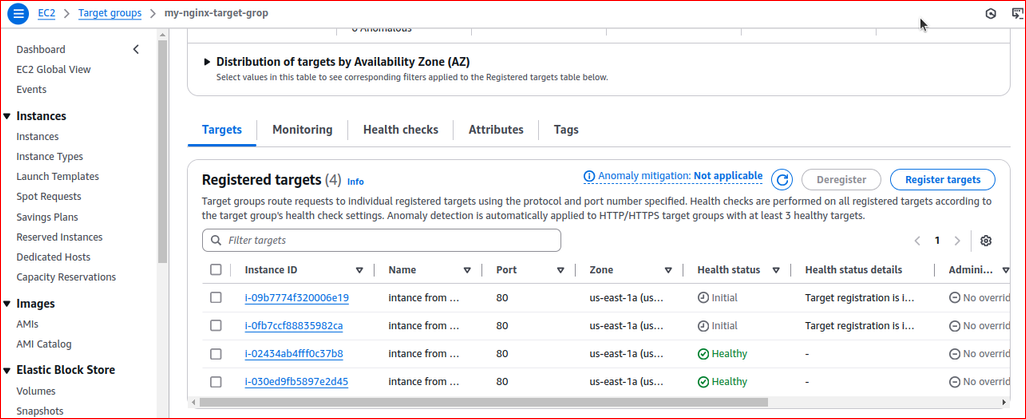 EC2 > Target groups > my-nginx-target-grop
Dashboard
EC2 Global View
Events
Instances
Instances
Instance Types
Launch Templates
Spot Requests
Savings Plans
Reserved Instances
Dedicated Hosts
Capacity Reservations
Images
AMIs
AMI Catalog
Elastic Block Store
Volumes
Snapshots
0 Anomalous
Distribution of targets by Availability Zone (AZ)
Select values in this table to see corresponding filters applied to the Registered targets table below.
Targets Monitoring Health checks Attributes Tags
Registered targets (4) Info Anomaly mitigation: Not applicable Deregister Register targets
Target groups route requests to individual registered targets using the protocol and port number specified. Health checks are performed on all registered targets according to
the target group's health check settings. Anomaly detection is automatically applied to HTTP/HTTPS target groups with at least 3 healthy targets.
Filter targets 1
Instance ID Name Port Zone Health status Health status details Admini...
i-09b7774f320006e19 intance from ... 80 us-east-1a (us... Initial Target registration is i... No overrid
i-0fb7ccf88835982ca intance from ... 80 us-east-1a (us... Initial Target registration is i... No overrid
i-02434ab4fff0c37b8 intance from ... 80 us-east-1a (us... Healthy - No overrid
i-030ed9fb5897e2d45 intance from ... 80 us-east-1a (us... Healthy - No overrid